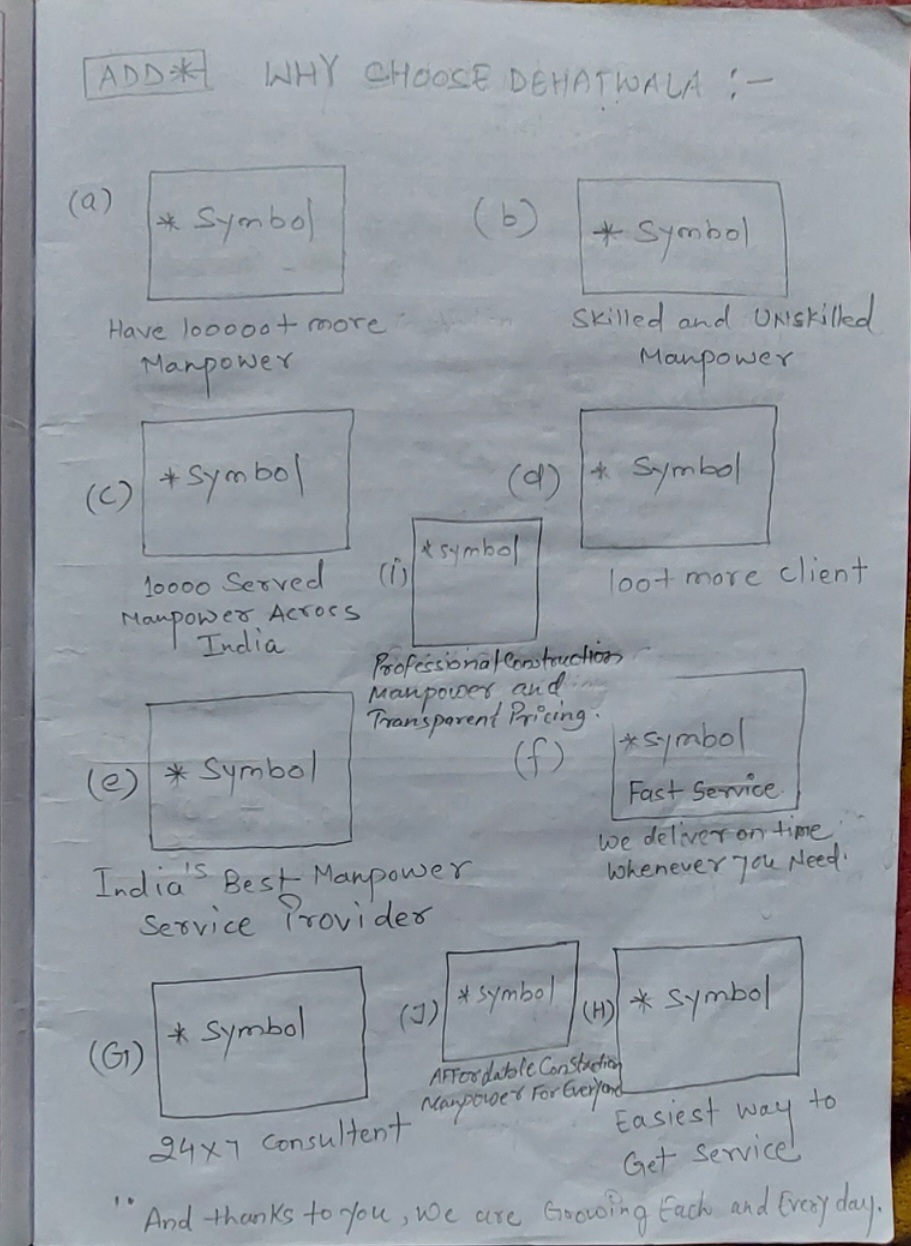 ADD* WHY CHOOSE DEHATWALA :-
(a)
* Symbol
Have 100000+ more
Manpower
(b)
* Symbol
Skilled and UNskilled
Manpower
(C)
* Symbol
10000 Served
Manpower Across
India
(d)
* Symbol
100+ more client
(i)
* symbol
Professional Construction
Manpower and
Transparent Pricing.
(e)
* Symbol
India's Best Manpower
Service Provider
(f)
* Symbol
Fast Service
we deliver on time
whenever you Need.
(G)
* Symbol
24x7 Consultent
(J)
* symbol
AFFordable Constuction
Manpower For Everyone
(H)
* Symbol
Easiest way to
Get Service
" And thanks to you, we are Groowing Each and Every day.